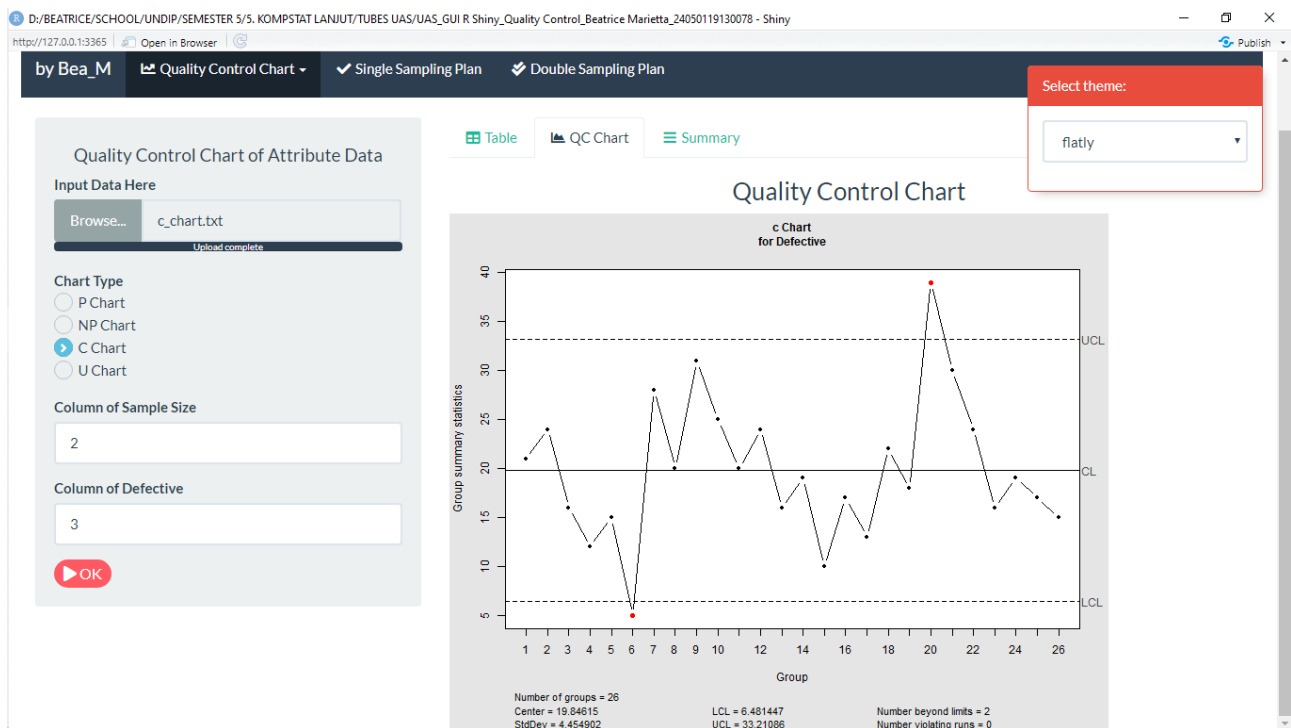 D:/BEATRICE/SCHOOL/UNDIP/SEMESTER 5/5. KOMPSTAT LANJUT/TUBES UAS/UAS_GUI R Shiny_Quality Control_Beatrice Marietta_24050119130078 - Shiny
http://127.0.0.1:3365 Open in Browser Publish
by Bea_M Quality Control Chart Single Sampling Plan Double Sampling Plan
Select theme:
flatly
Quality Control Chart of Attribute Data
Input Data Here
Browse... c_chart.txt
Upload complete
Chart Type
P Chart
NP Chart
C Chart
U Chart
Column of Sample Size
2
Column of Defective
3
OK
Table QC Chart Summary
Quality Control Chart
c Chart
for Defective
Group summary statistics
40
35
30
25
20
15
10
5
UCL
CL
LCL
1 2 3 4 5 6 7 8 9 10 12 14 16 18 20 22 24 26
Group
Number of groups = 26
Center = 19.84615 LCL = 6.481447 Number beyond limits = 2
StdDev = 4.454902 UCL = 33.21086 Number violating runs = 0